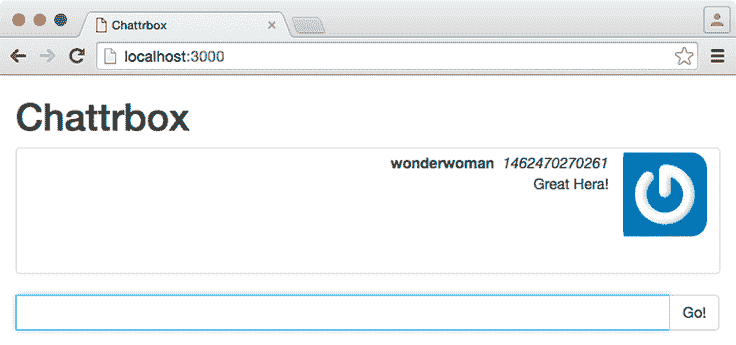 Chattrbox
localhost:3000
Chattrbox
wonderwoman 1462470270261
Great Hera!
Go!